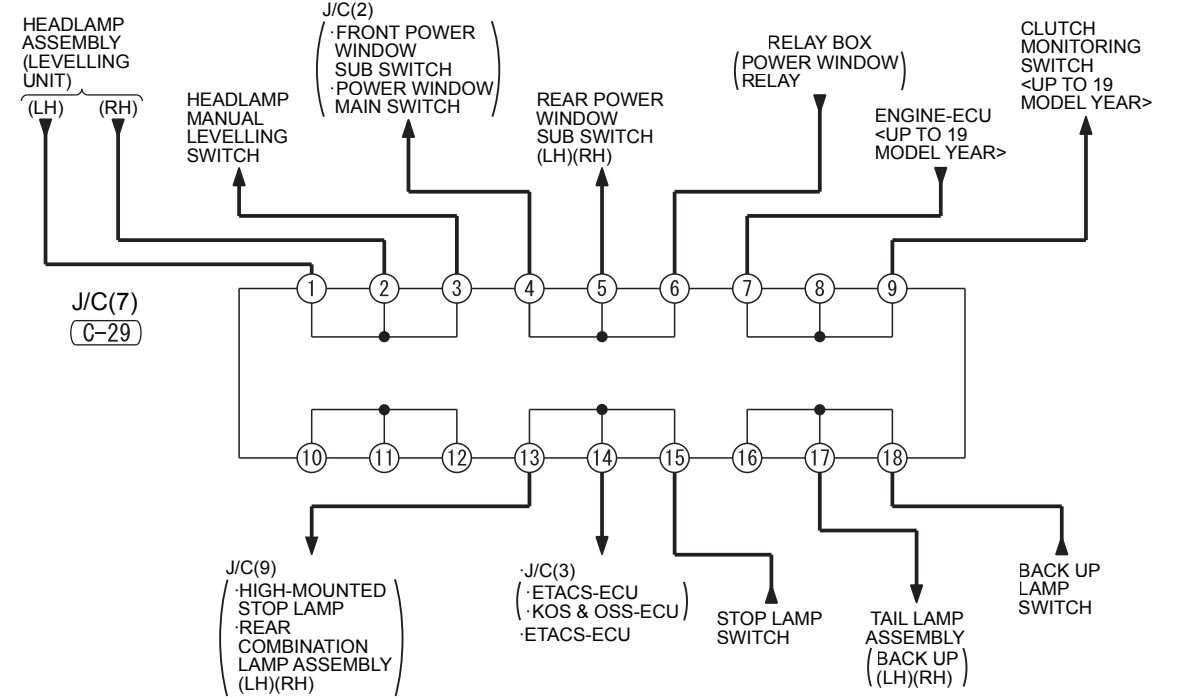 HEADLAMP
ASSEMBLY
(LEVELLING
UNIT)
(LH)
(RH)
HEADLAMP
MANUAL
LEVELLING
SWITCH
J/C(2)
·FRONT POWER
WINDOW
SUB SWITCH
·POWER WINDOW
MAIN SWITCH
REAR POWER
WINDOW
SUB SWITCH
(LH)(RH)
RELAY BOX
(POWER WINDOW
RELAY)
ENGINE-ECU
<UP TO 19
MODEL YEAR>
CLUTCH
MONITORING
SWITCH
<UP TO 19
MODEL YEAR>
1 2 3 4 5 6 7 8 9
J/C(7)
C-29
10 11 12 13 14 15 16 17 18
J/C(9)
·HIGH-MOUNTED
STOP LAMP
·REAR
COMBINATION
LAMP ASSEMBLY
(LH)(RH)
·J/C(3)
·ETACS-ECU
·KOS & OSS-ECU
·ETACS-ECU
STOP LAMP
SWITCH
TAIL LAMP
ASSEMBLY
(BACK UP
(LH)(RH))
BACK UP
LAMP
SWITCH